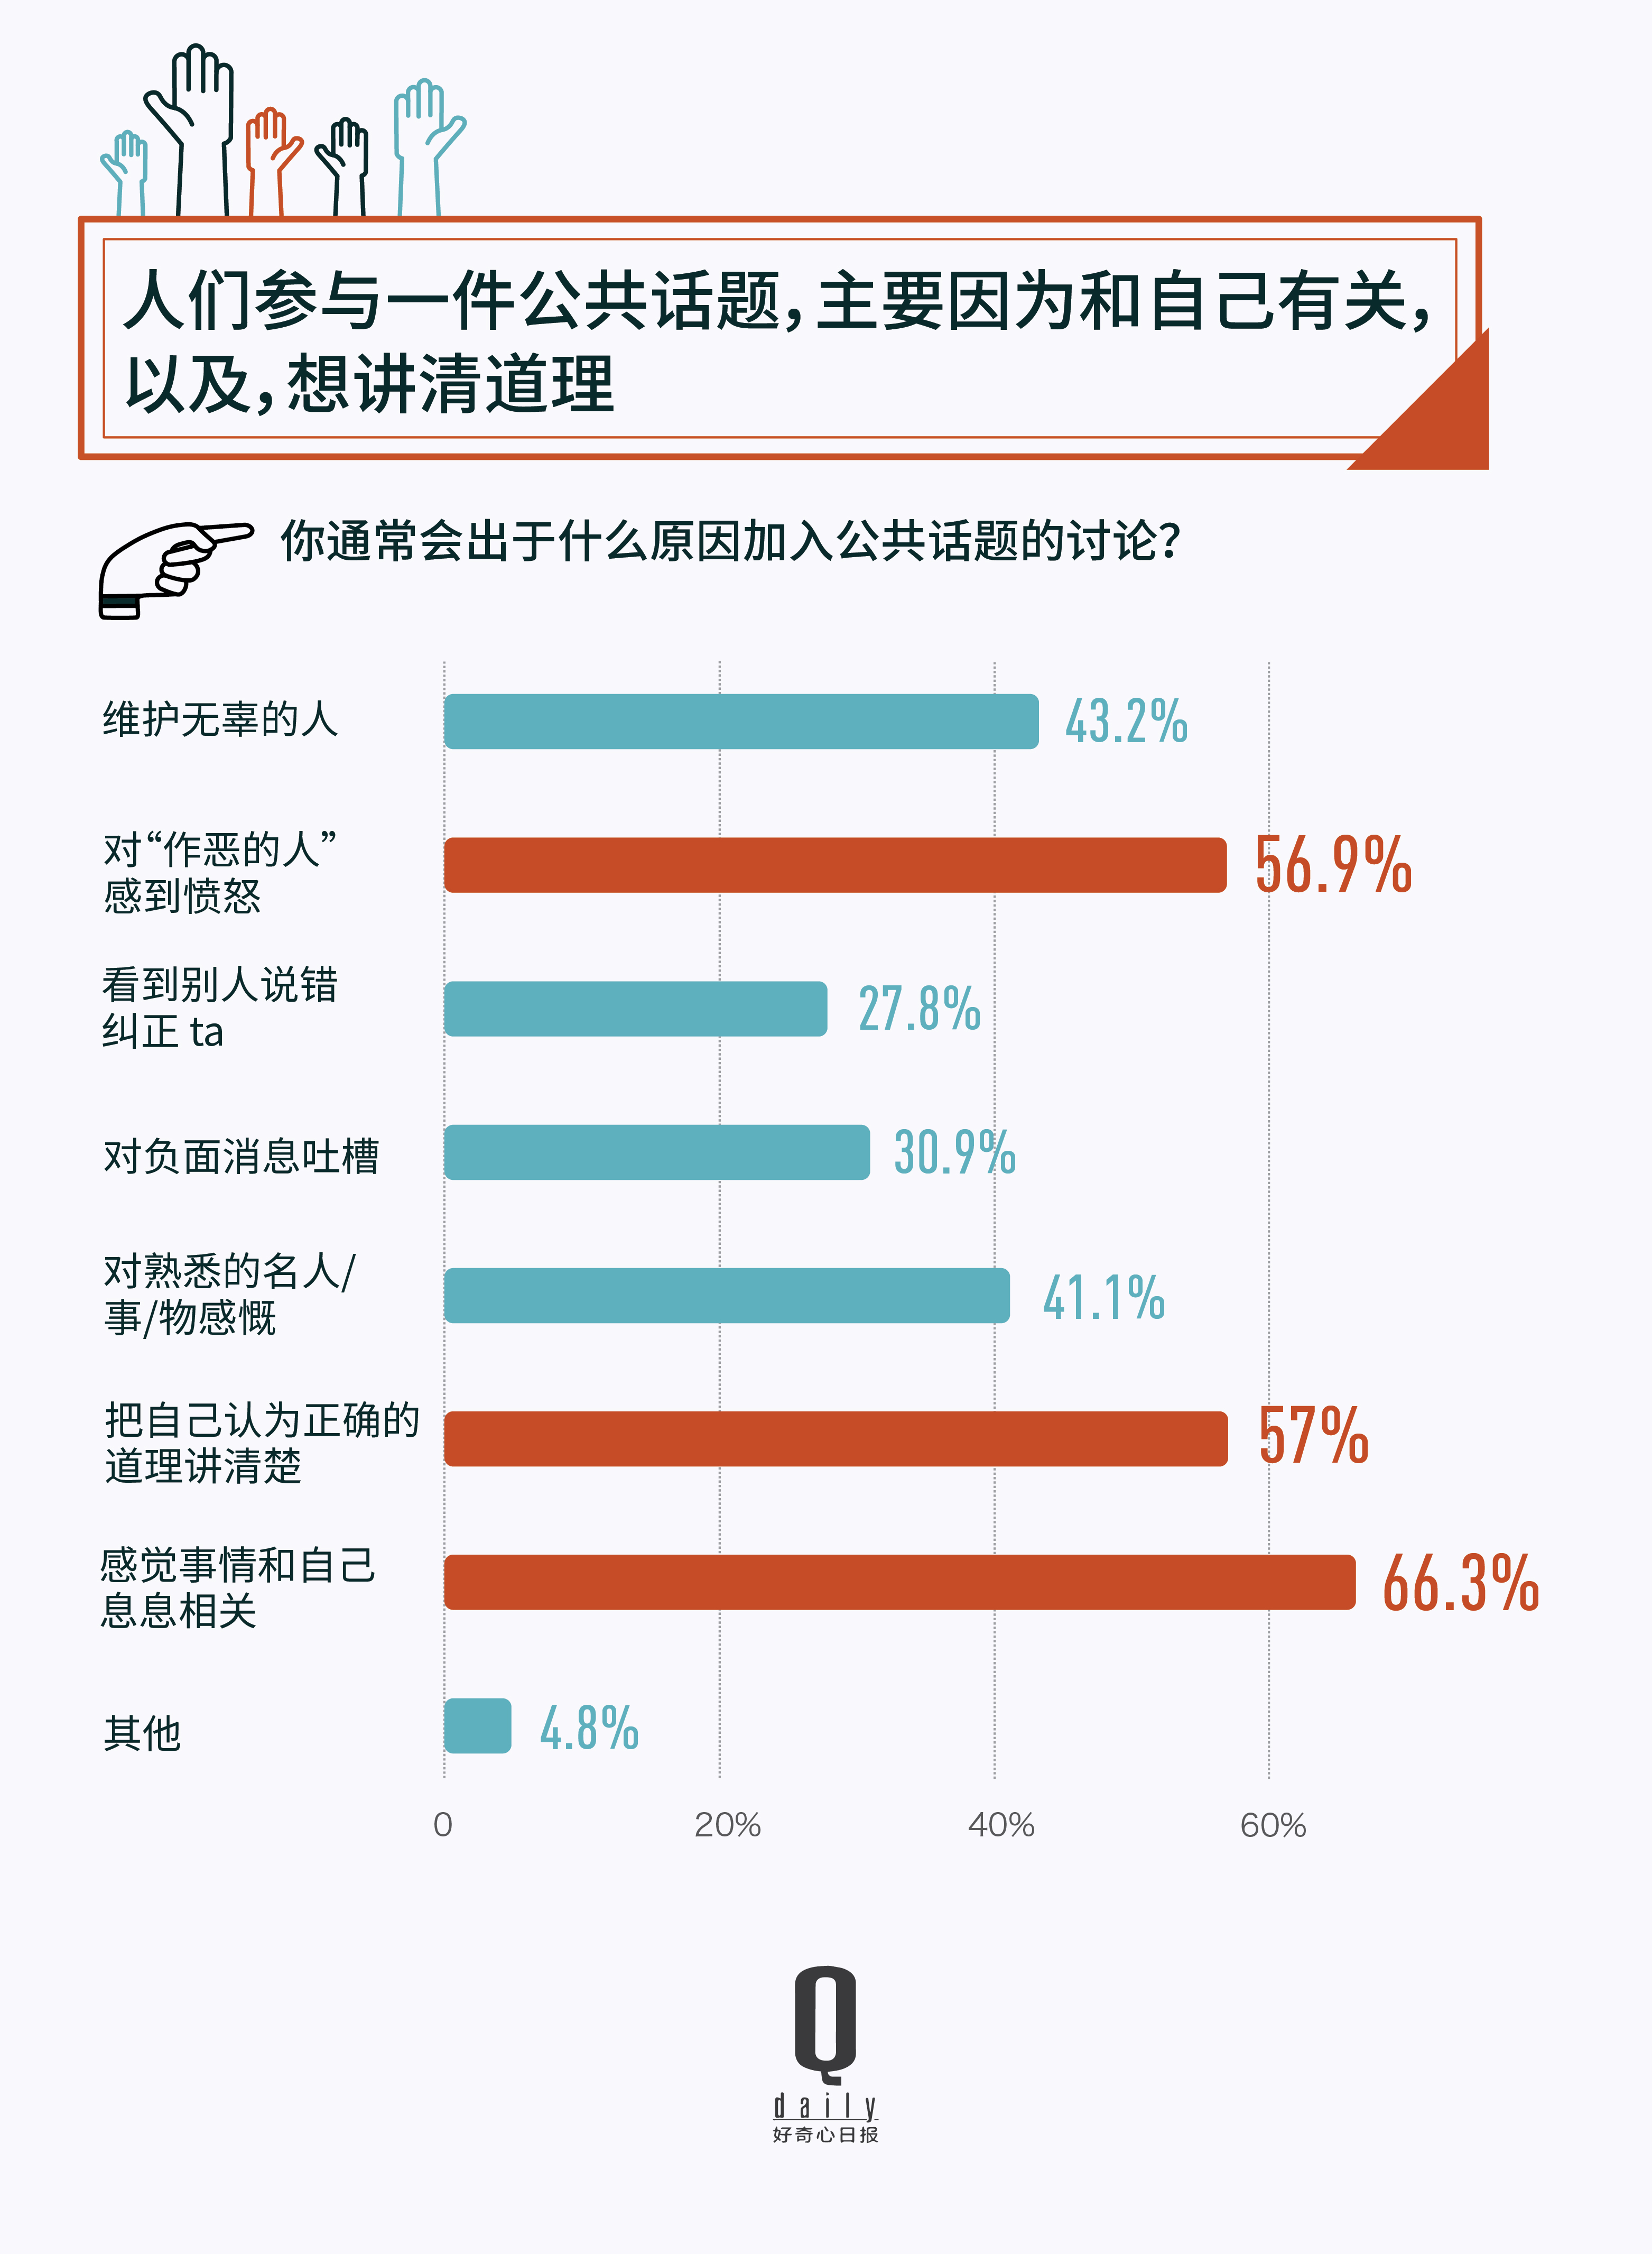 人们参与一件公共话题，主要因为和自己有关，
以及，想讲清道理
你通常会出于什么原因加入公共话题的讨论？
维护无辜的人
43.2%
对“作恶的人”
感到愤怒
56.9%
看到别人说错
纠正 ta
27.8%
对负面消息吐槽
30.9%
对熟悉的名人/
事/物感慨
41.1%
把自己认为正确的
道理讲清楚
57%
感觉事情和自己
息息相关
66.3%
其他
4.8%
0
20%
40%
60%
Q
daily
好奇心日报